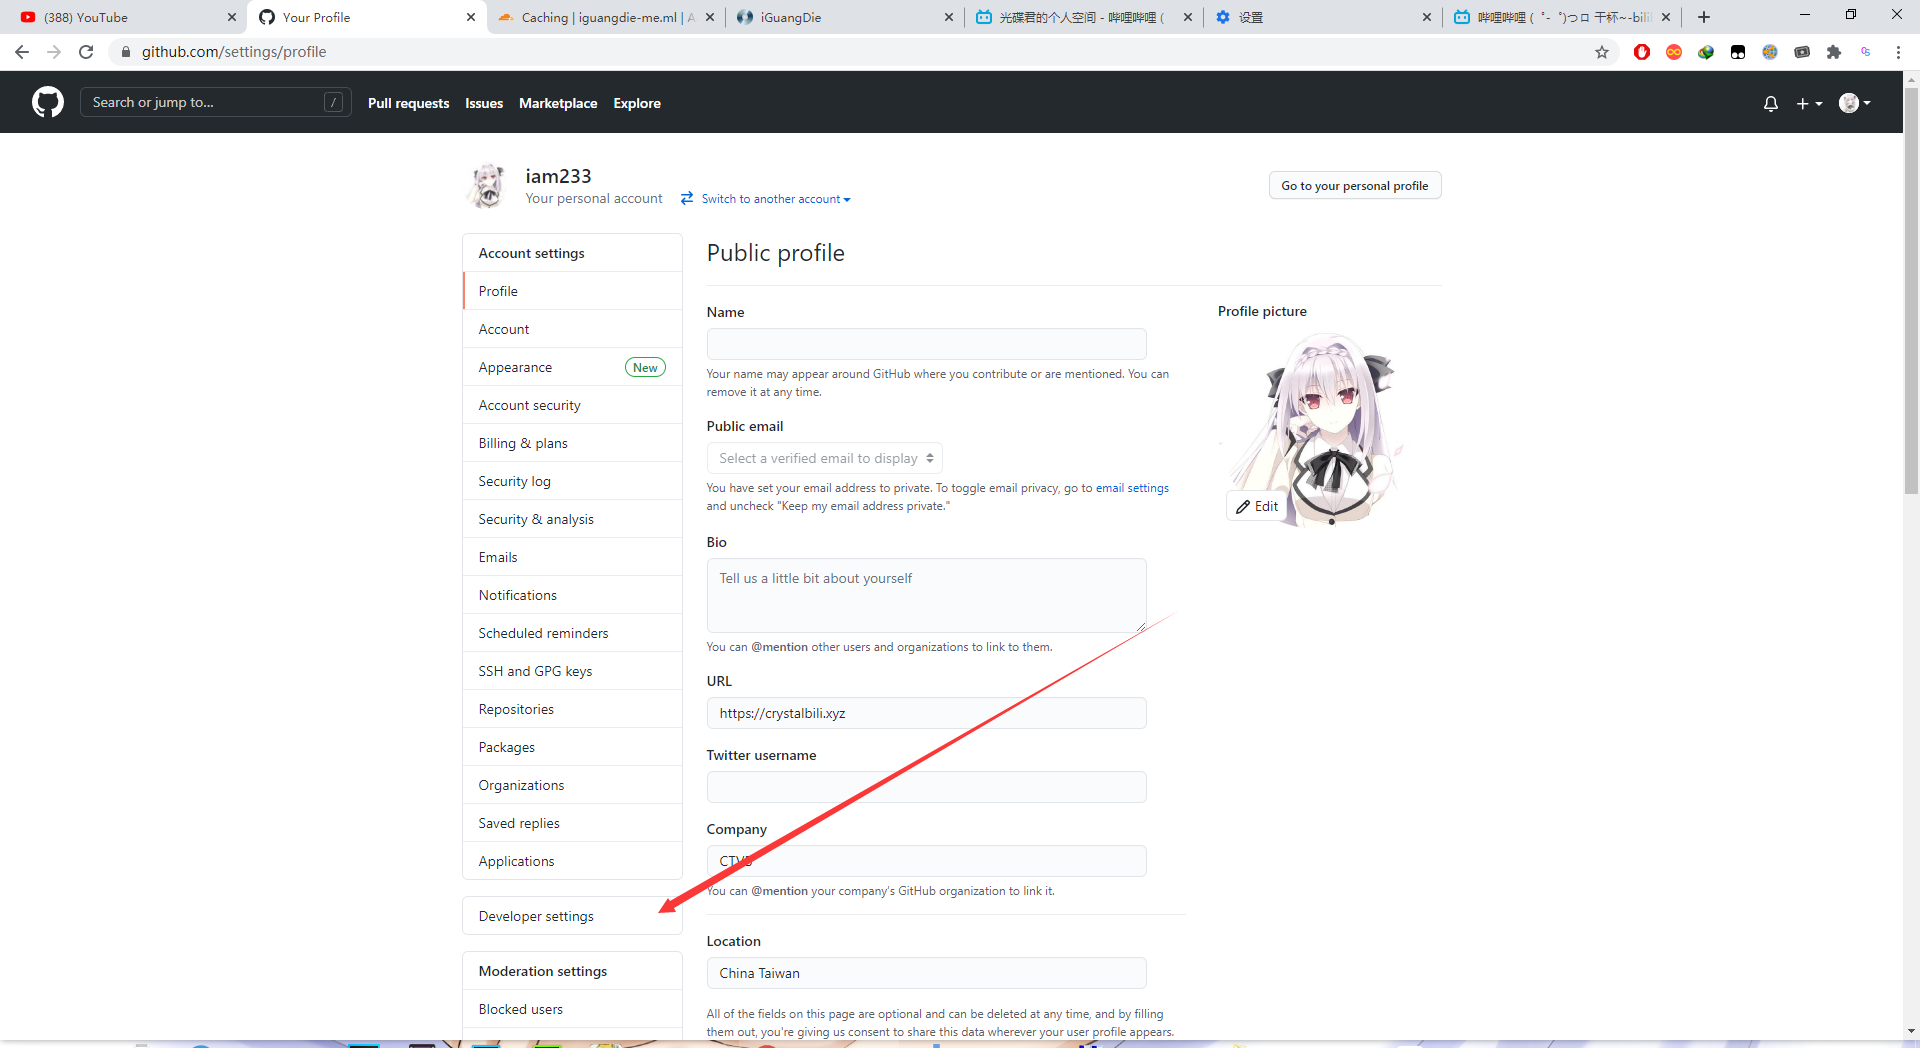 (388) YouTube
Your Profile
Caching | iguangdie-me.ml | A
iGuangDie
光碟君的个人空间 - 哔哩哔哩 (
设置
哔哩哔哩 ( ゜- ゜)つロ 干杯~-bili
github.com/settings/profile
Search or jump to...
/
Pull requests
Issues
Marketplace
Explore
iam233
Your personal account
Switch to another account
Go to your personal profile
Account settings
Profile
Account
Appearance
New
Account security
Billing & plans
Security log
Security & analysis
Emails
Notifications
Scheduled reminders
SSH and GPG keys
Repositories
Packages
Organizations
Saved replies
Applications
Developer settings
Moderation settings
Blocked users
Public profile
Name
Your name may appear around GitHub where you contribute or are mentioned. You can
remove it at any time.
Public email
Select a verified email to display
You have set your email address to private. To toggle email privacy, go to email settings
and uncheck "Keep my email address private."
Bio
Tell us a little bit about yourself
You can @mention other users and organizations to link to them.
URL
https://crystalbili.xyz
Twitter username
Company
You can @mention your company's GitHub organization to link it.
Location
China Taiwan
All of the fields on this page are optional and can be deleted at any time, and by filling
them out, you're giving us consent to share this data wherever your user profile appears.
Profile picture
Edit